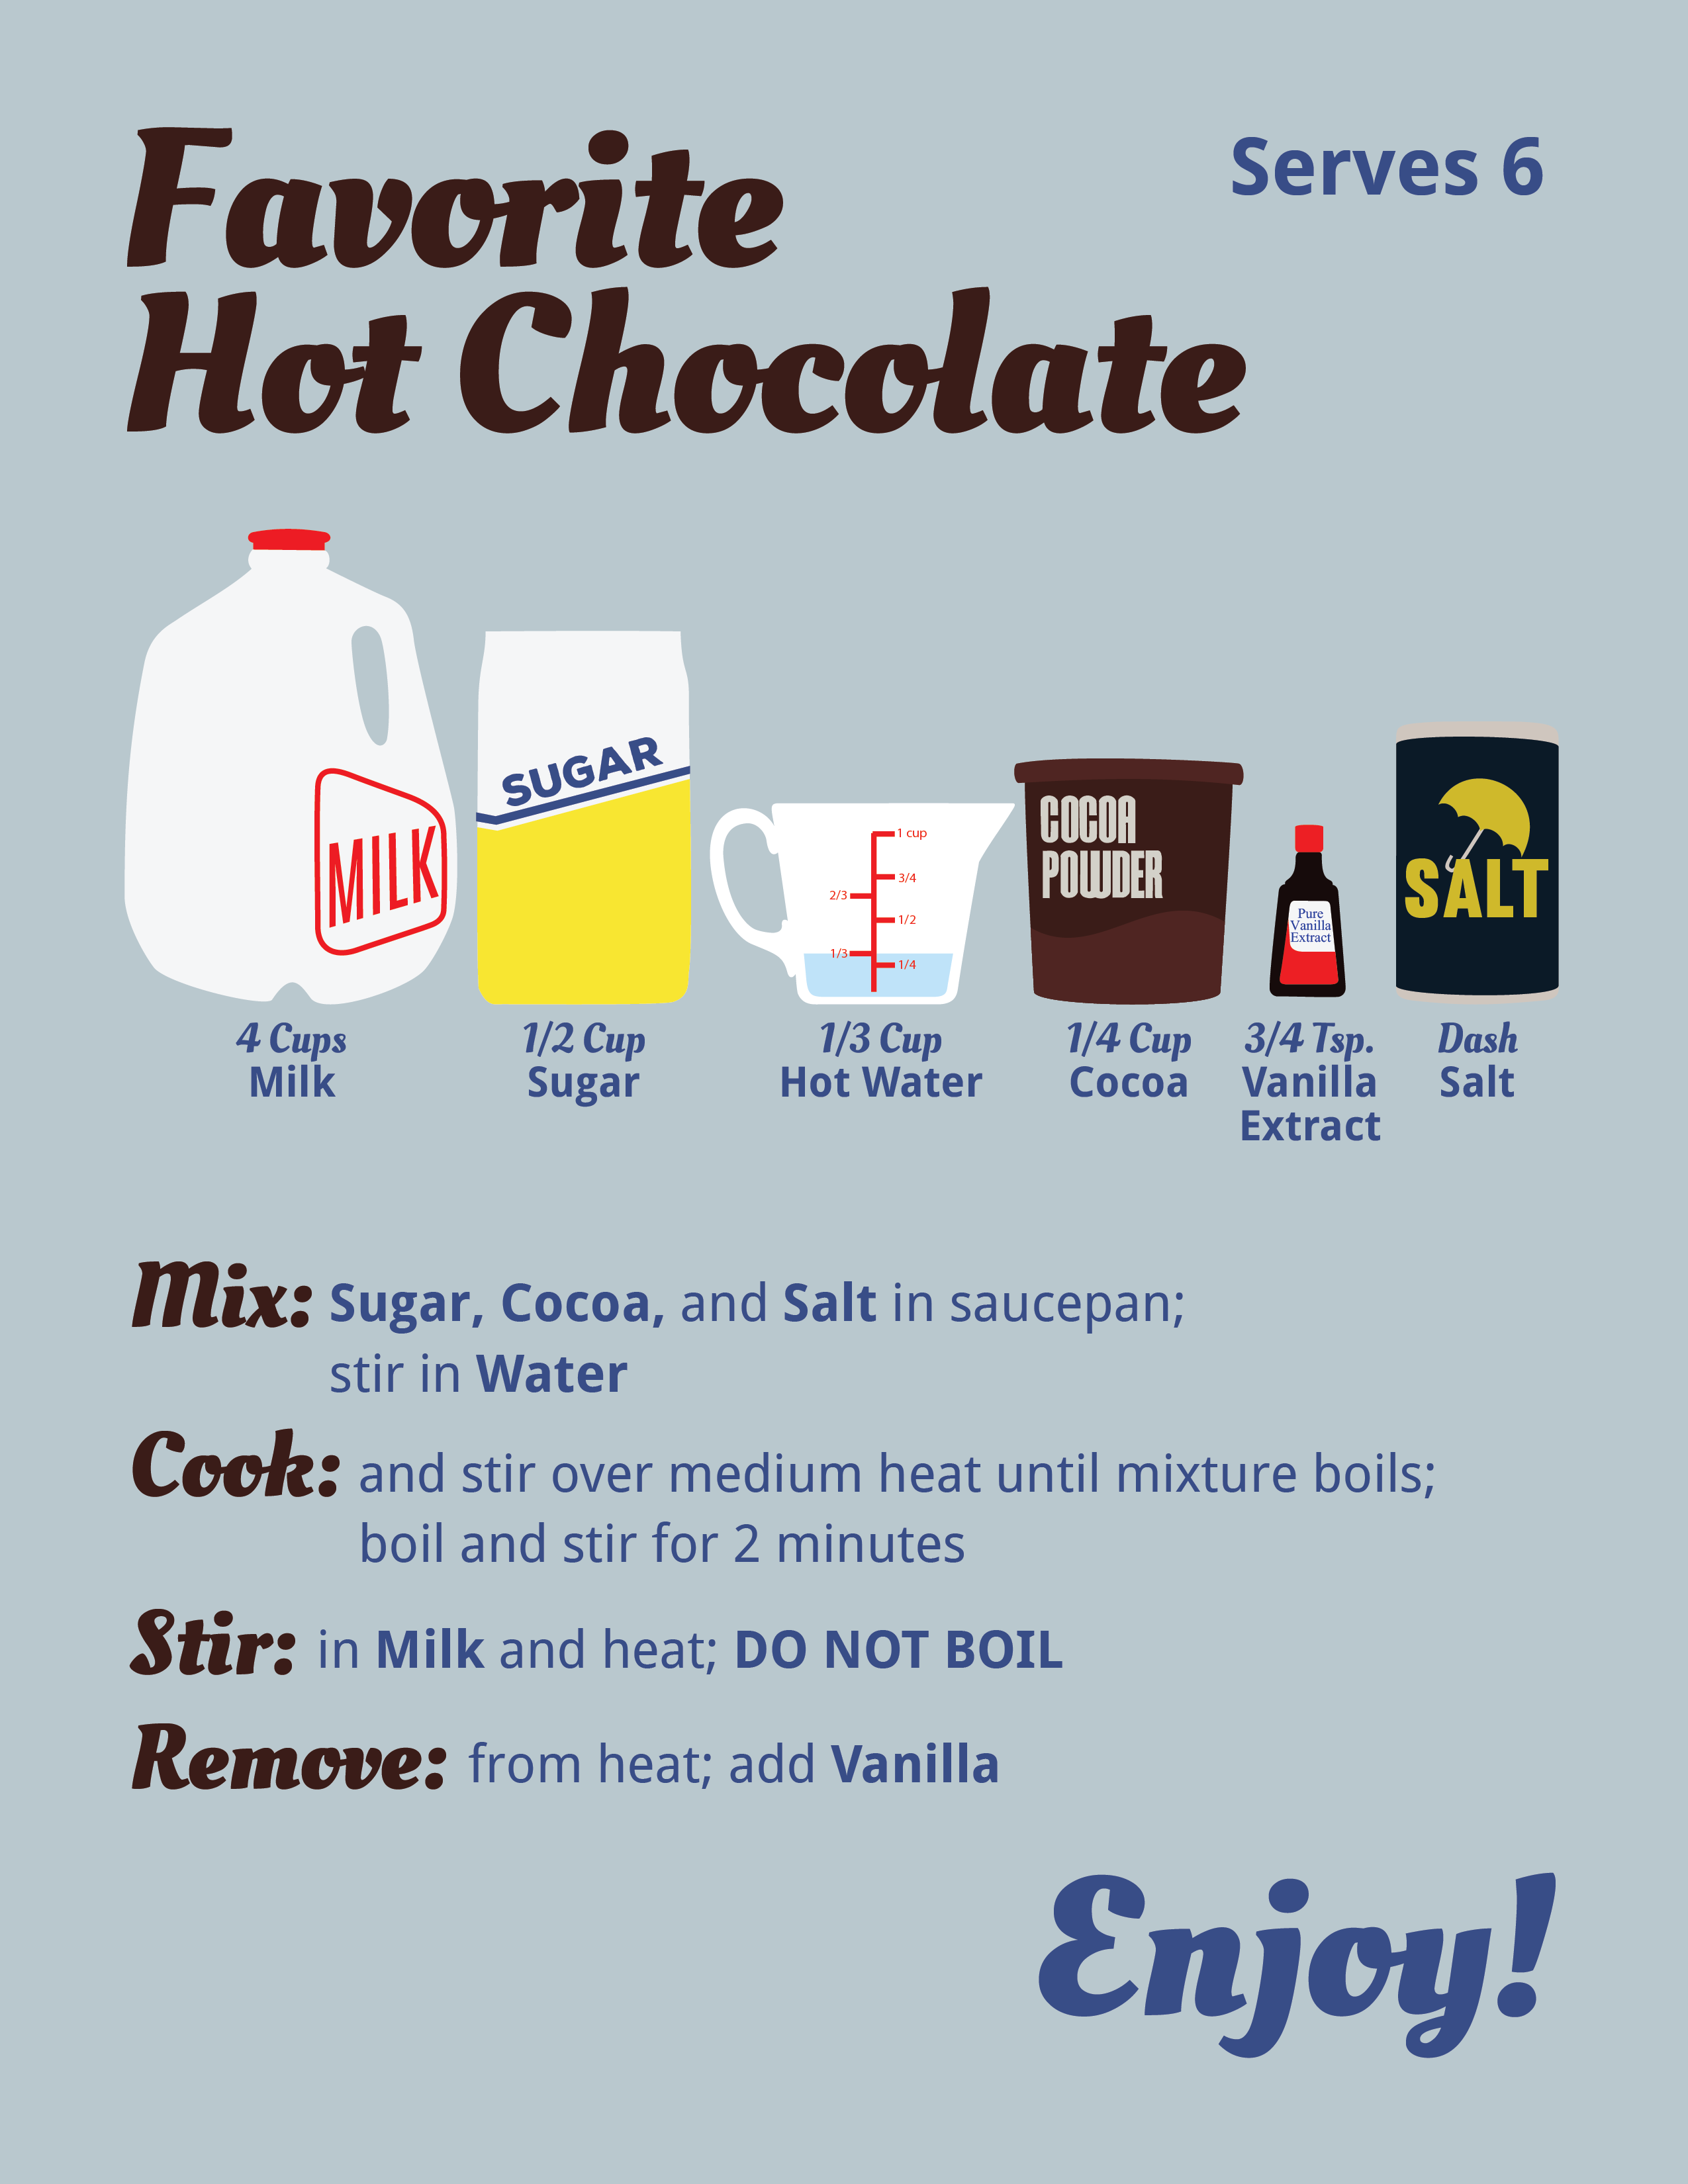 Favorite
Hot Chocolate
Serves 6
MILK
SUGAR
1 cup
3/4
2/3
1/2
1/3
1/4
COCOA
POWDER
Pure
Vanilla
Extract
SALT
4 Cups
Milk
1/2 Cup
Sugar
1/3 Cup
Hot Water
1/4 Cup
Cocoa
3/4 Tsp.
Vanilla
Extract
Dash
Salt
Mix: Sugar, Cocoa, and Salt in saucepan;
stir in Water
Cook: and stir over medium heat until mixture boils;
boil and stir for 2 minutes
Stir: in Milk and heat; DO NOT BOIL
Remove: from heat; add Vanilla
Enjoy!